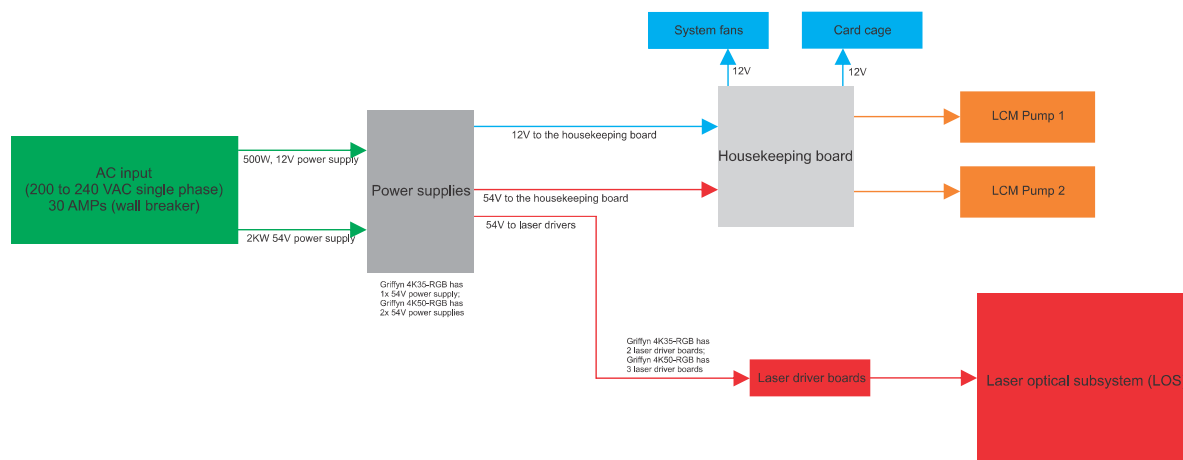 System fans
Card cage
12V
12V
LCM Pump 1
500W, 12V power supply
12V to the housekeeping board
AC input
(200 to 240 VAC single phase)
30 AMPs (wall breaker)
Power supplies
Housekeeping board
LCM Pump 2
54V to the housekeeping board
2KW 54V power supply
54V to laser drivers
Griffyn 4K35-RGB has
1x 54V power supply;
Griffyn 4K50-RGB has
2x 54V power supplies
Griffyn 4K35-RGB has
2 laser driver boards;
Griffyn 4K50-RGB has
3 laser driver boards
Laser driver boards
Laser optical subsystem (LOS